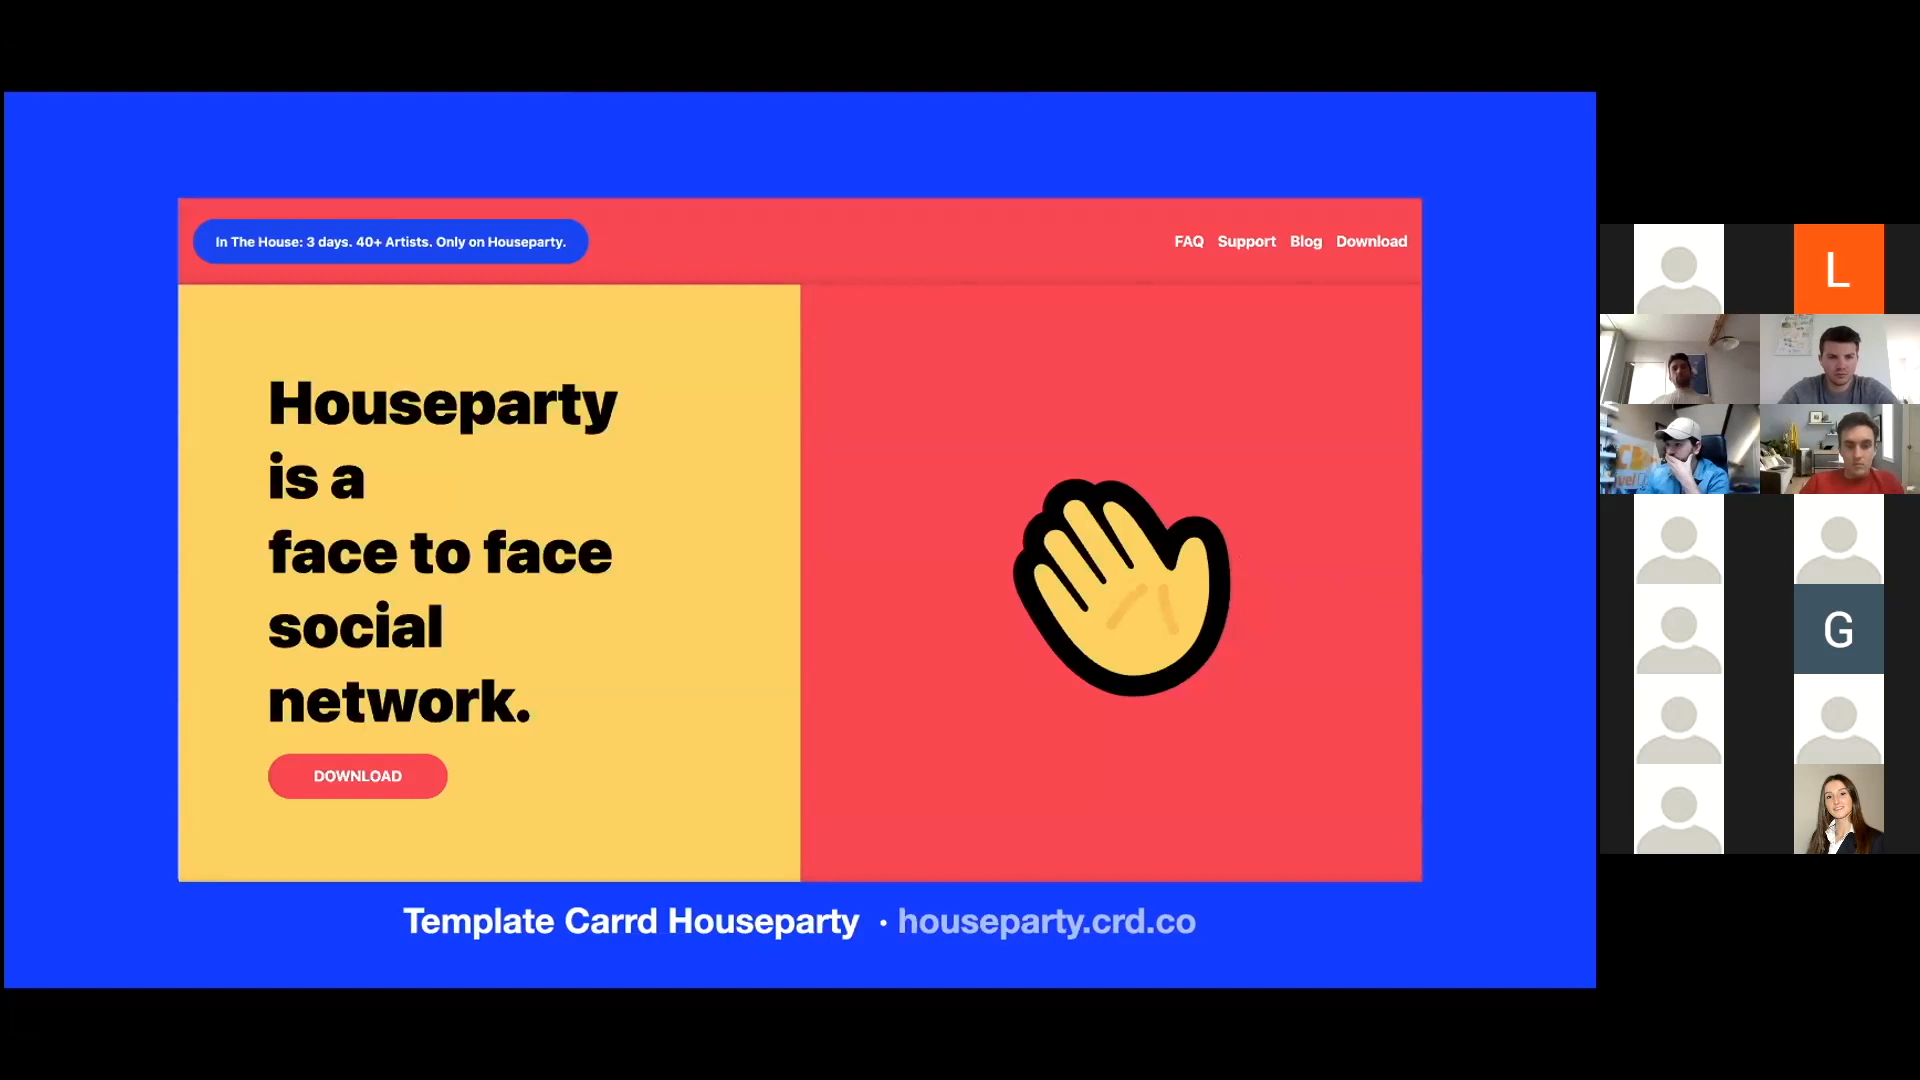 In The House: 3 days. 40+ Artists. Only on Houseparty.
FAQ Support Blog Download
Houseparty
is a
face to face
social
network.
DOWNLOAD
Template Carrd Houseparty · houseparty.crd.co
L
G